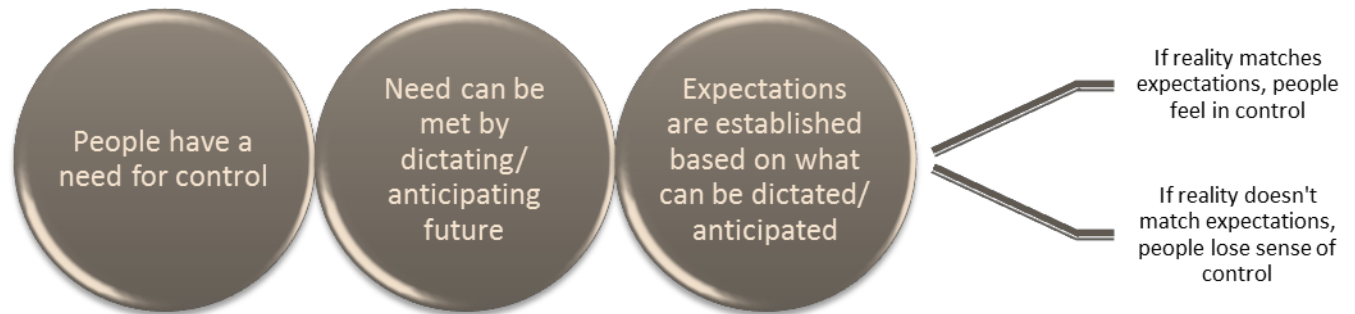 People have a
need for control
Need can be
met by
dictating/
anticipating
future
Expectations
are established
based on what
can be dictated/
anticipated
If reality matches
expectations, people
feel in control
If reality doesn't
match expectations,
people lose sense of
control